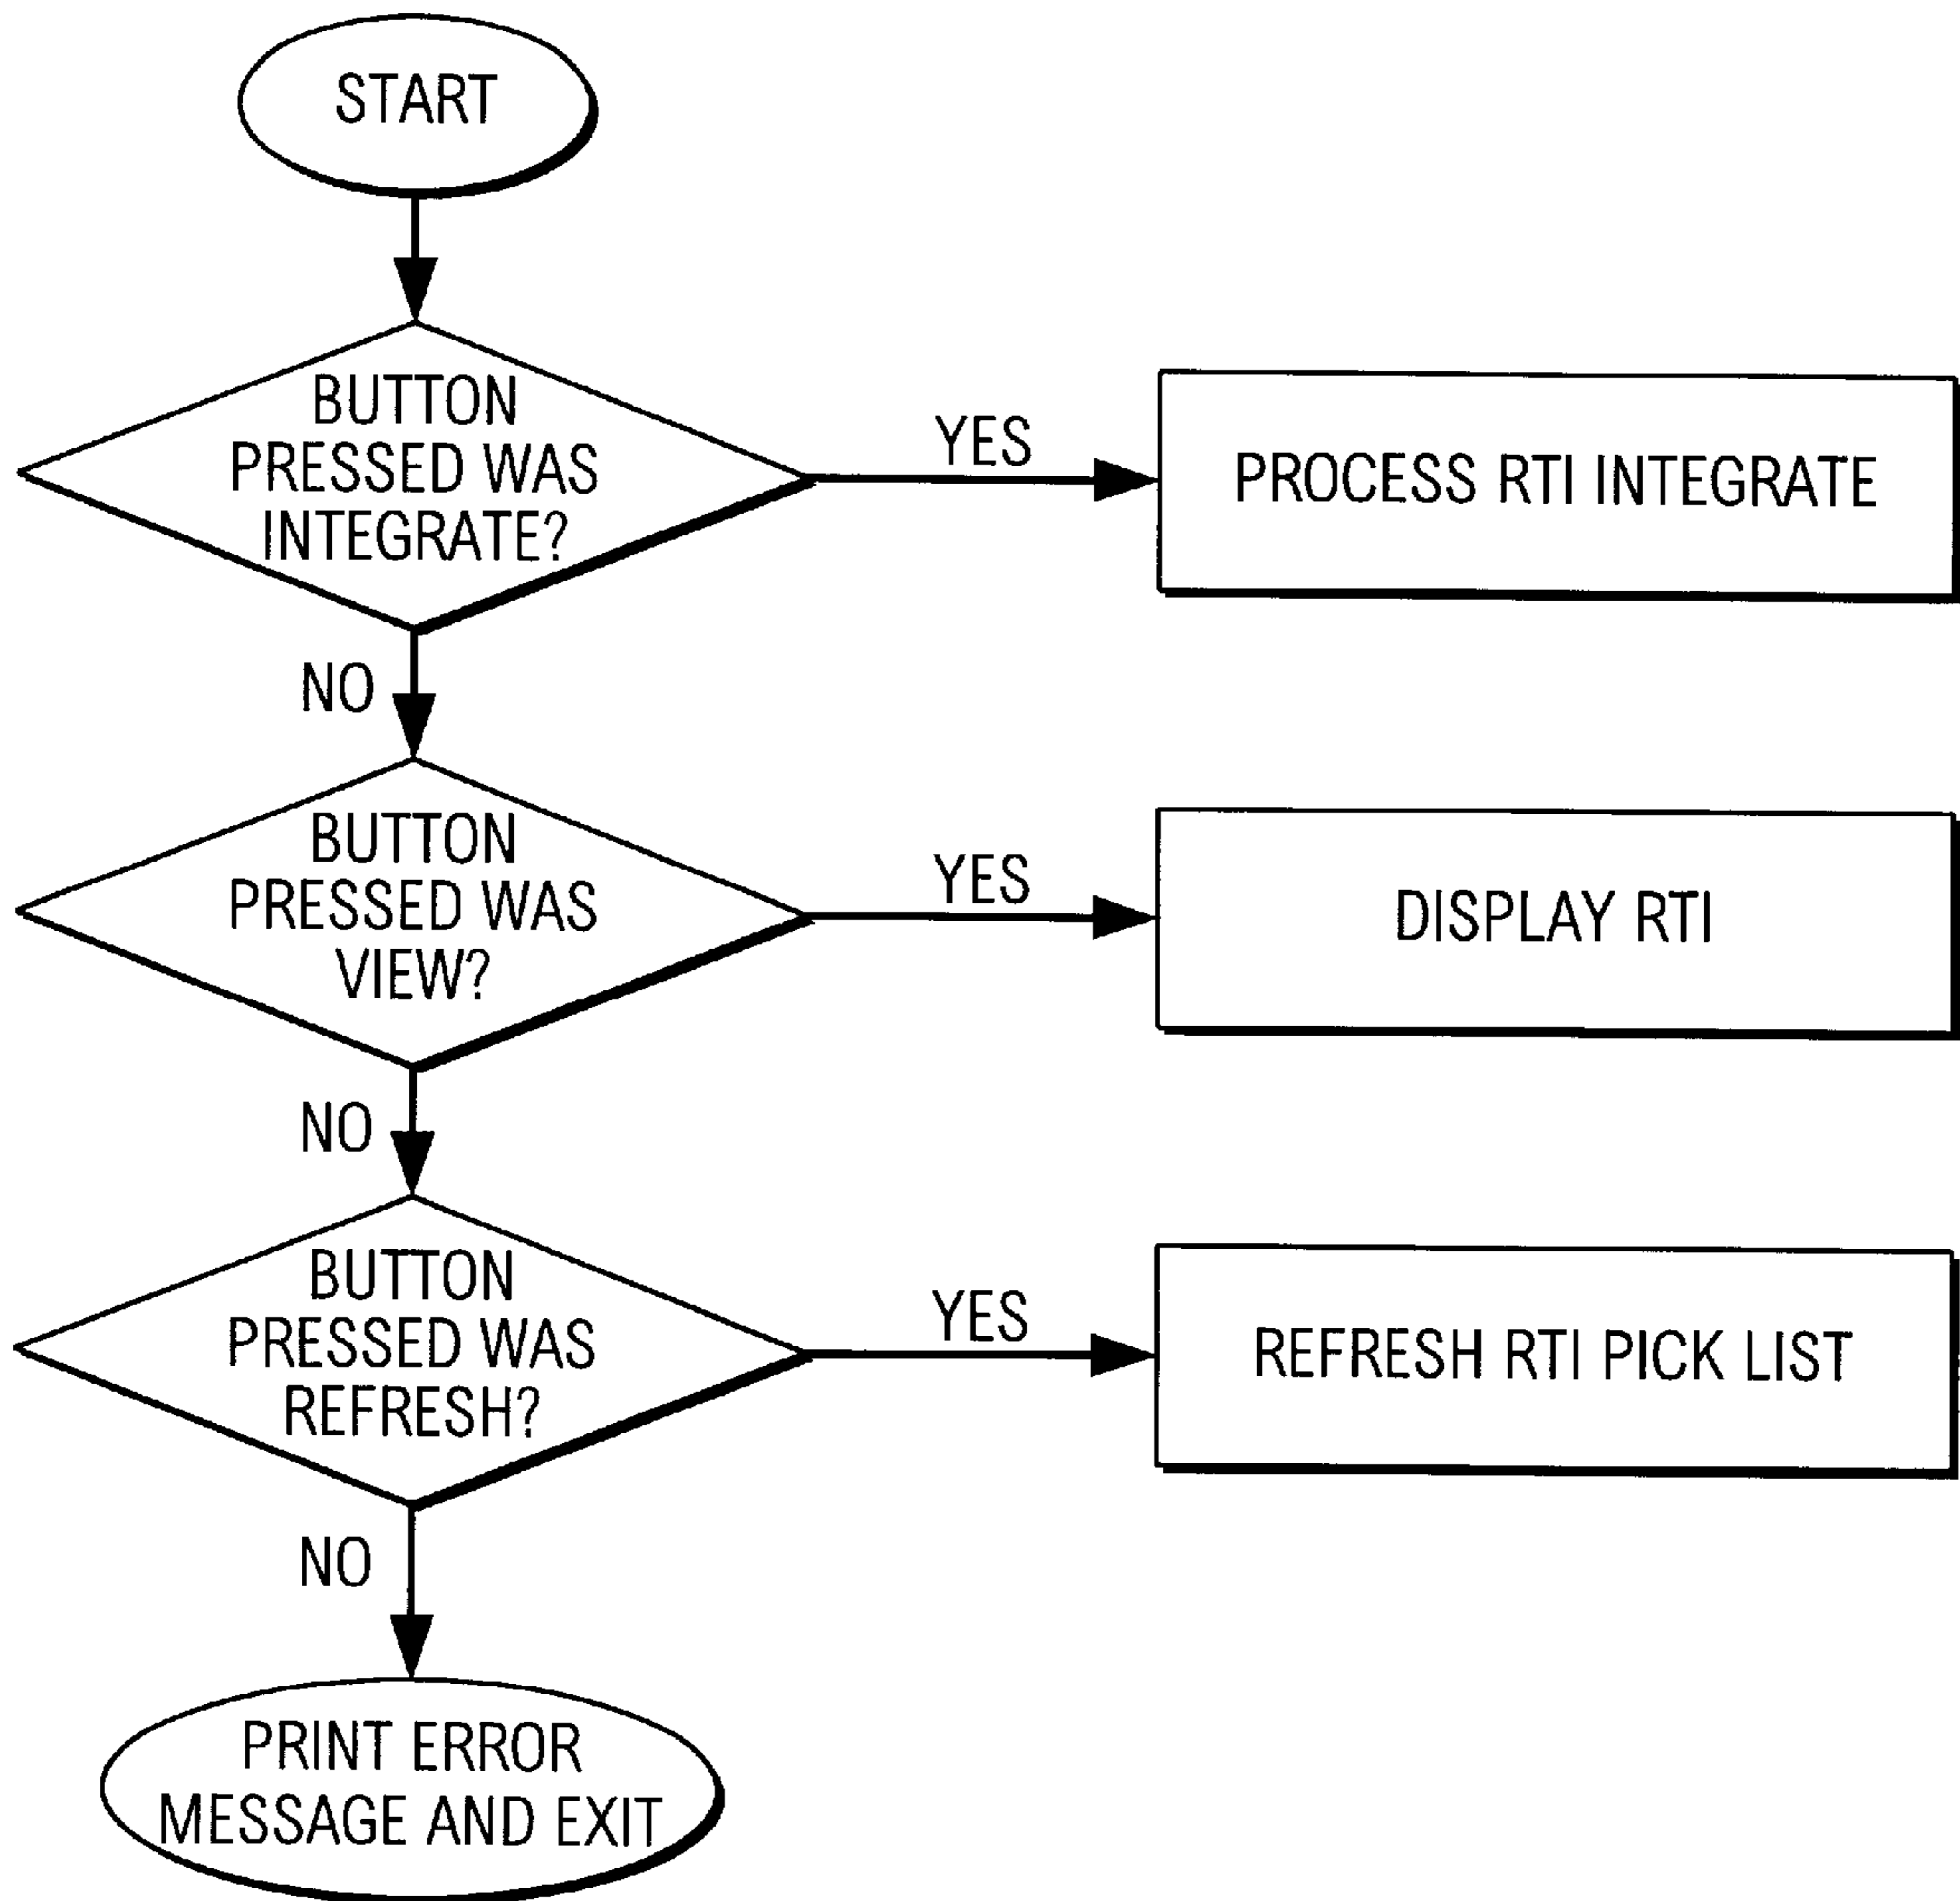 START
BUTTON
PRESSED WAS
INTEGRATE?
YES
PROCESS RTI INTEGRATE
NO
BUTTON
PRESSED WAS
VIEW?
YES
DISPLAY RTI
NO
BUTTON
PRESSED WAS
REFRESH?
YES
REFRESH RTI PICK LIST
NO
PRINT ERROR
MESSAGE AND EXIT